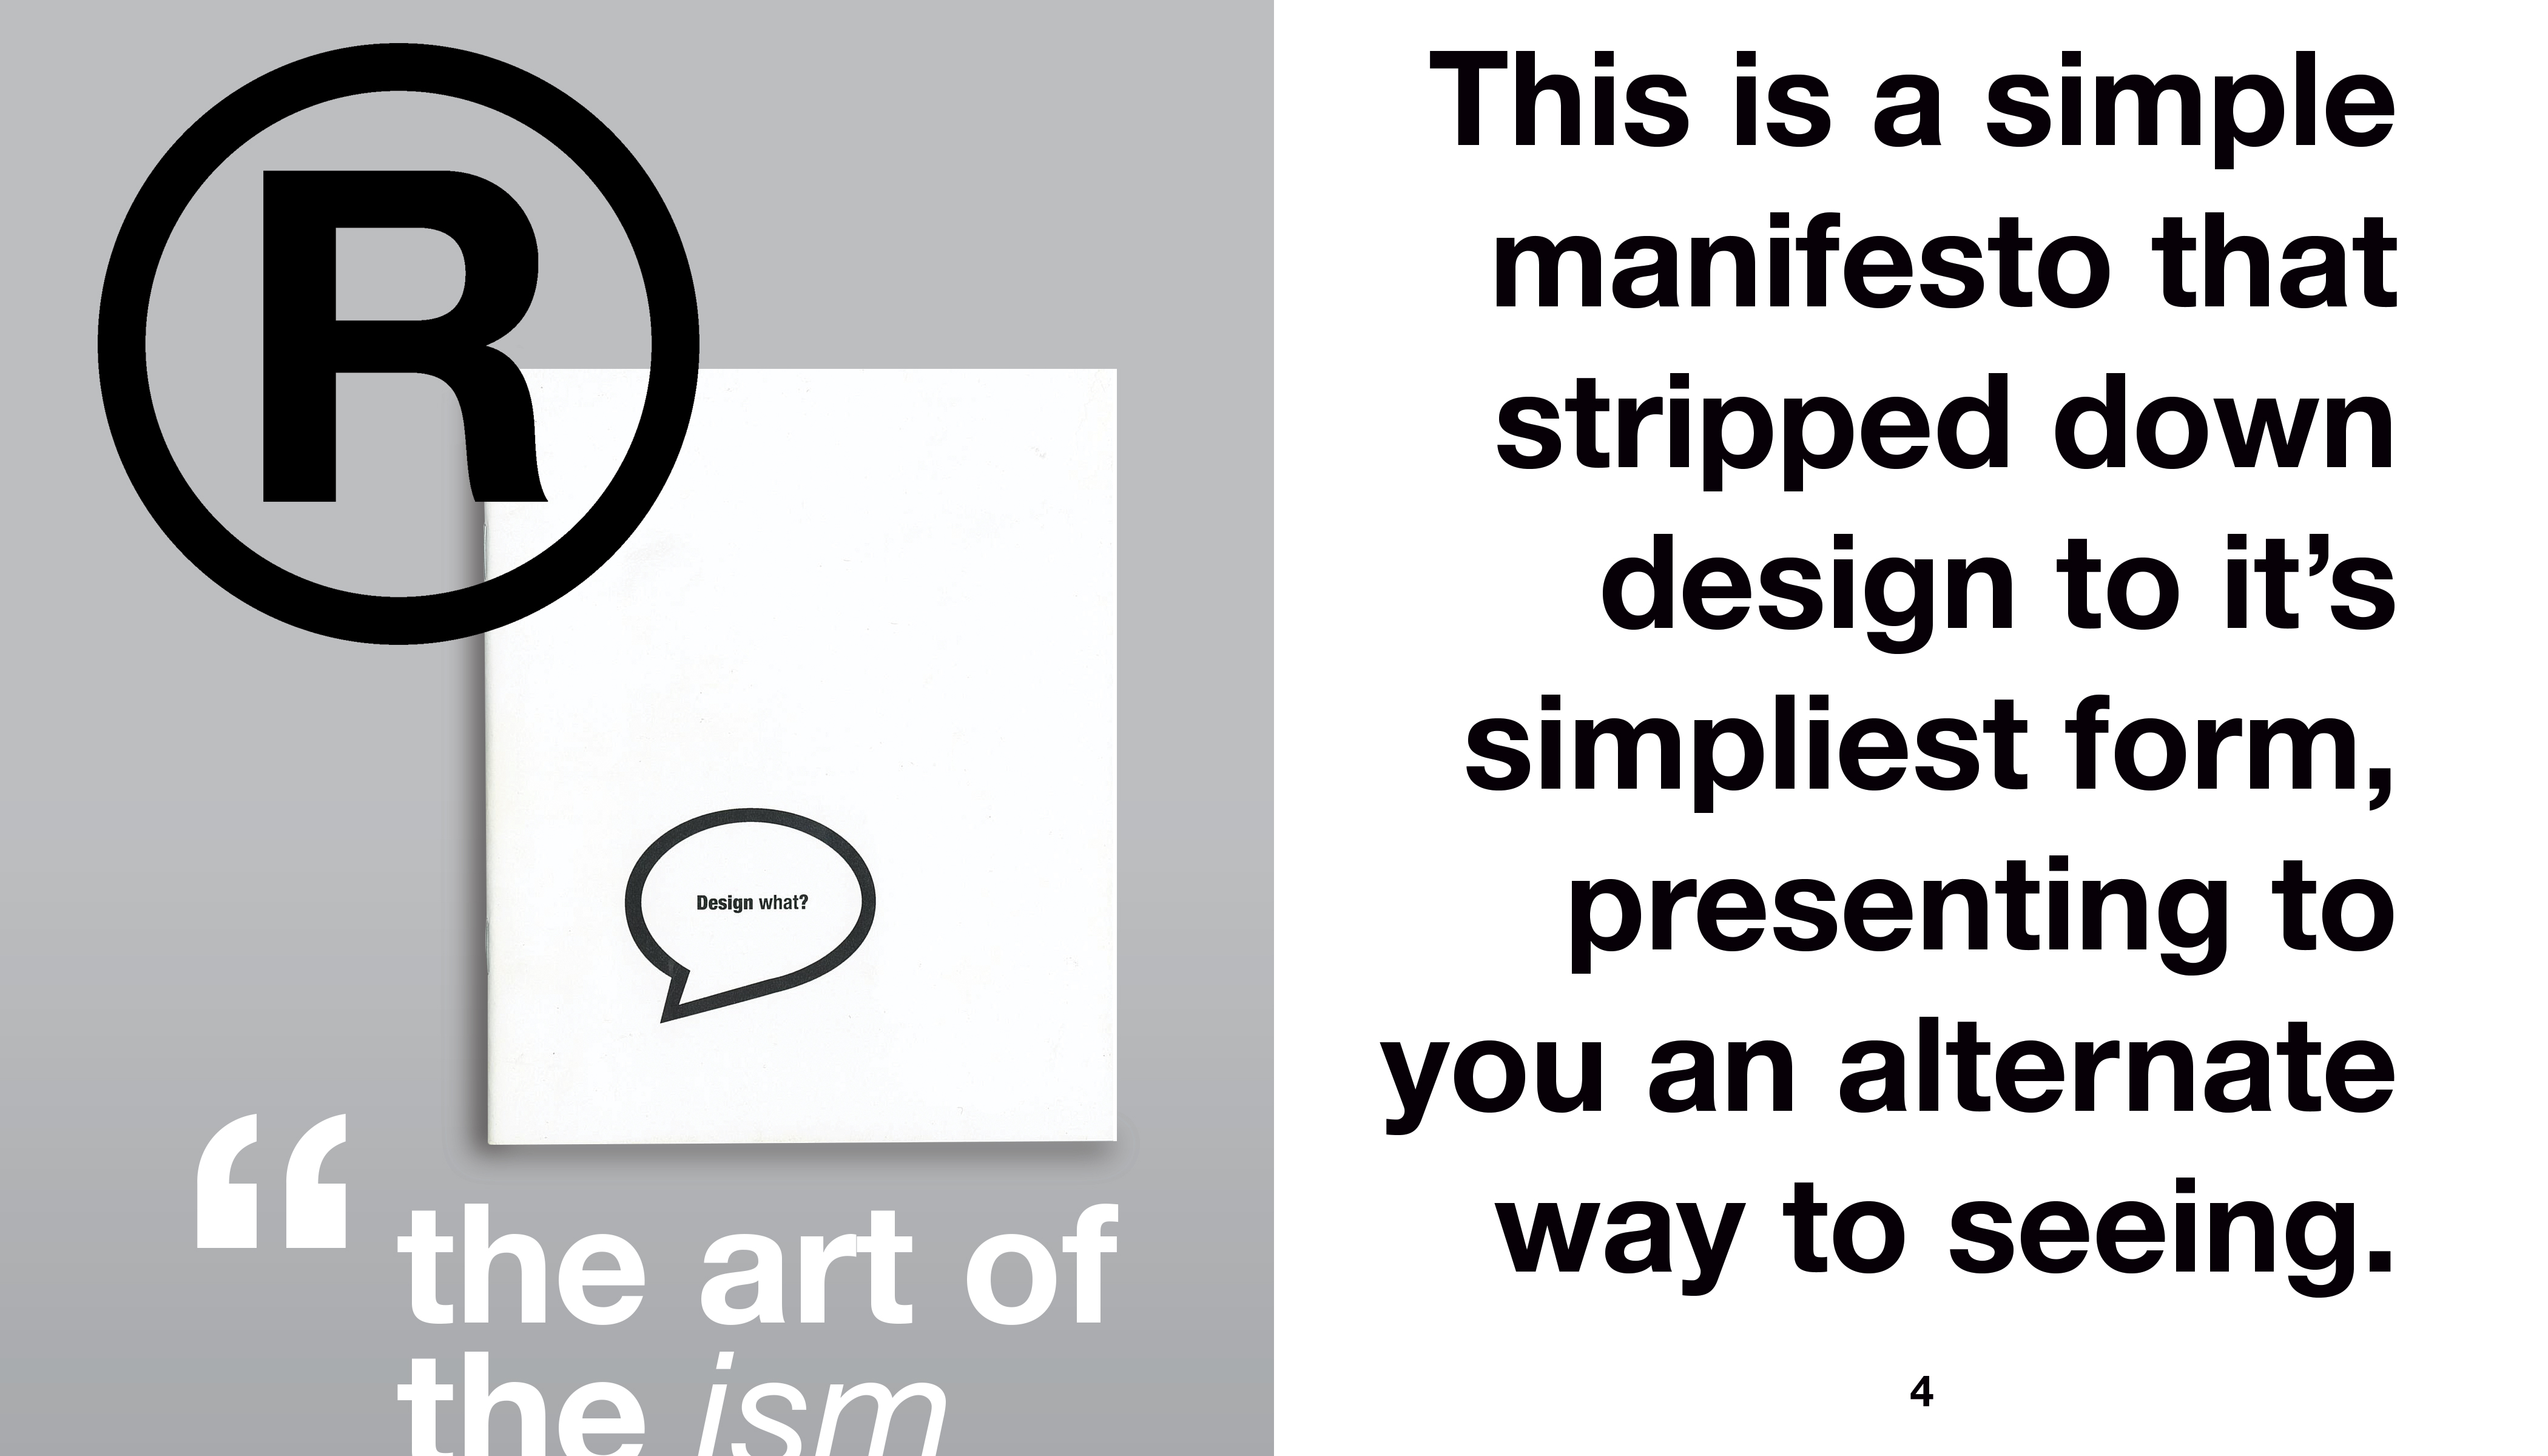 ®
Design what?
“the art of
the ism
This is a simple
manifesto that
stripped down
design to it’s
simpliest form,
presenting to
you an alternate
way to seeing.
4